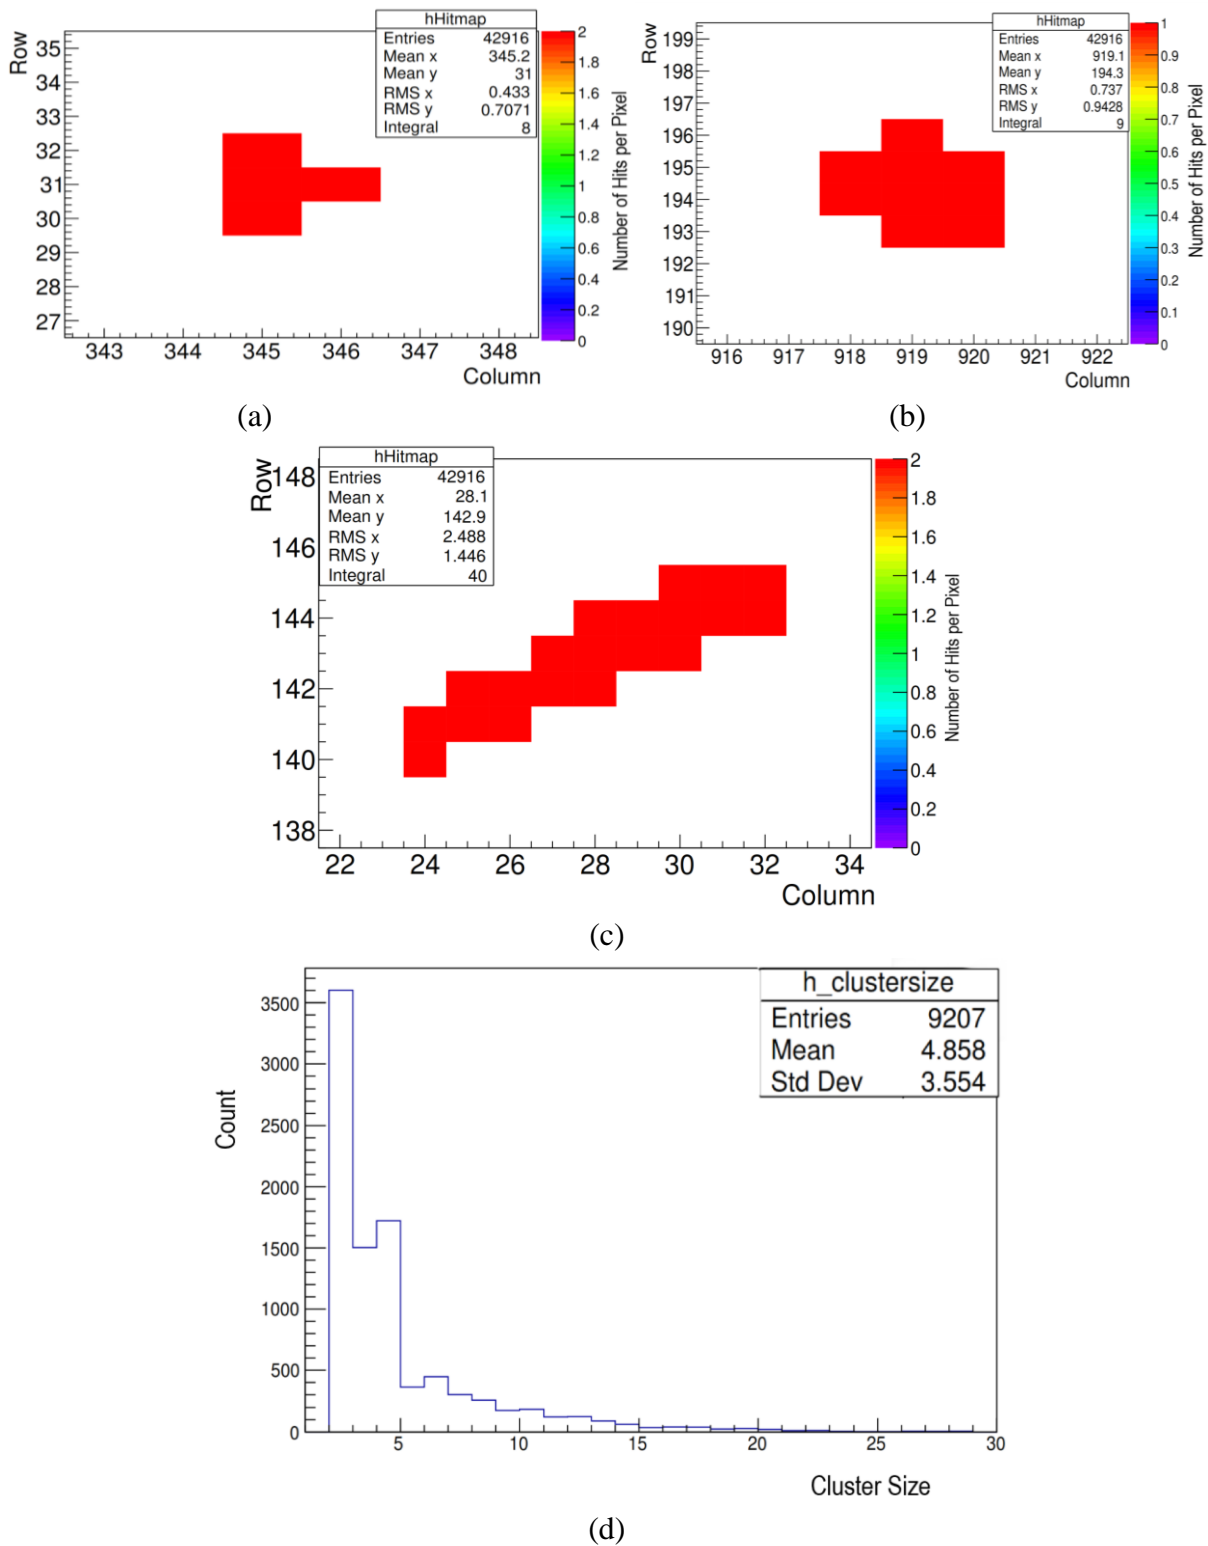 hHitmap
Entries 42916
Mean x 345.2
Mean y 31
RMS x 0.433
RMS y 0.7071
Integral 8
Row
35
34
33
32
31
30
29
28
27
343 344 345 346 347 348
Column
2
1.8
1.6
1.4
1.2
1
0.8
0.6
0.4
0.2
0
Number of Hits per Pixel
(a)
hHitmap
Entries 42916
Mean x 919.1
Mean y 194.3
RMS x 0.737
RMS y 0.9428
Integral 9
Row
199
198
197
196
195
194
193
192
191
190
916 917 918 919 920 921 922
Column
1
0.9
0.8
0.7
0.6
0.5
0.4
0.3
0.2
0.1
0
Number of Hits per Pixel
(b)
hHitmap
Entries 42916
Mean x 28.1
Mean y 142.9
RMS x 2.488
RMS y 1.446
Integral 40
Row
148
146
144
142
140
138
22 24 26 28 30 32 34
Column
2
1.8
1.6
1.4
1.2
1
0.8
0.6
0.4
0.2
0
Number of Hits per Pixel
(c)
h_clustersize
Entries 9207
Mean 4.858
Std Dev 3.554
Count
3500
3000
2500
2000
1500
1000
500
0
5 10 15 20 25 30
Cluster Size
(d)